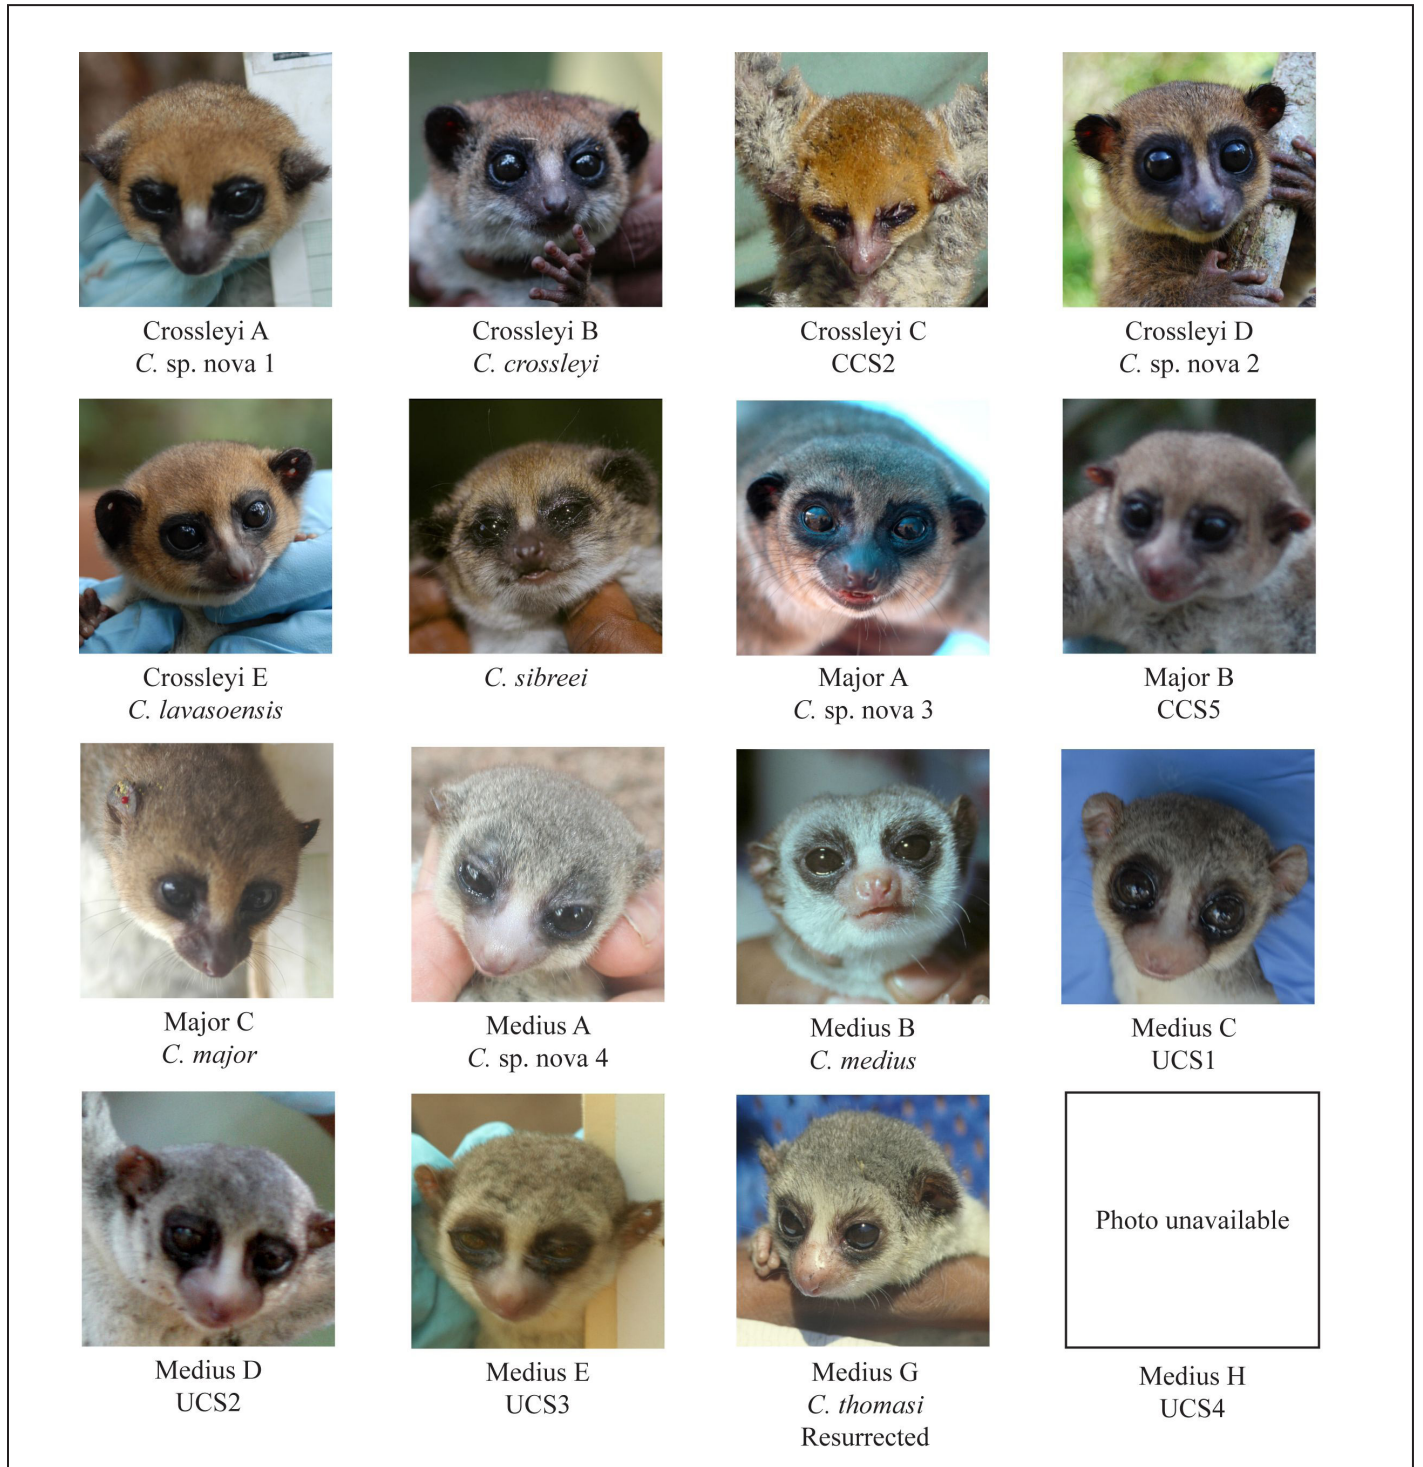 Crossleyi A
C. sp. nova 1
Crossleyi B
C. crossleyi
Crossleyi C
CCS2
Crossleyi D
C. sp. nova 2
Crossleyi E
C. lavasoensis
C. sibreei
Major A
C. sp. nova 3
Major B
CCS5
Major C
C. major
Medius A
C. sp. nova 4
Medius B
C. medius
Medius C
UCS1
Medius D
UCS2
Medius E
UCS3
Medius G
C. thomasi
Resurrected
Photo unavailable
Medius H
UCS4